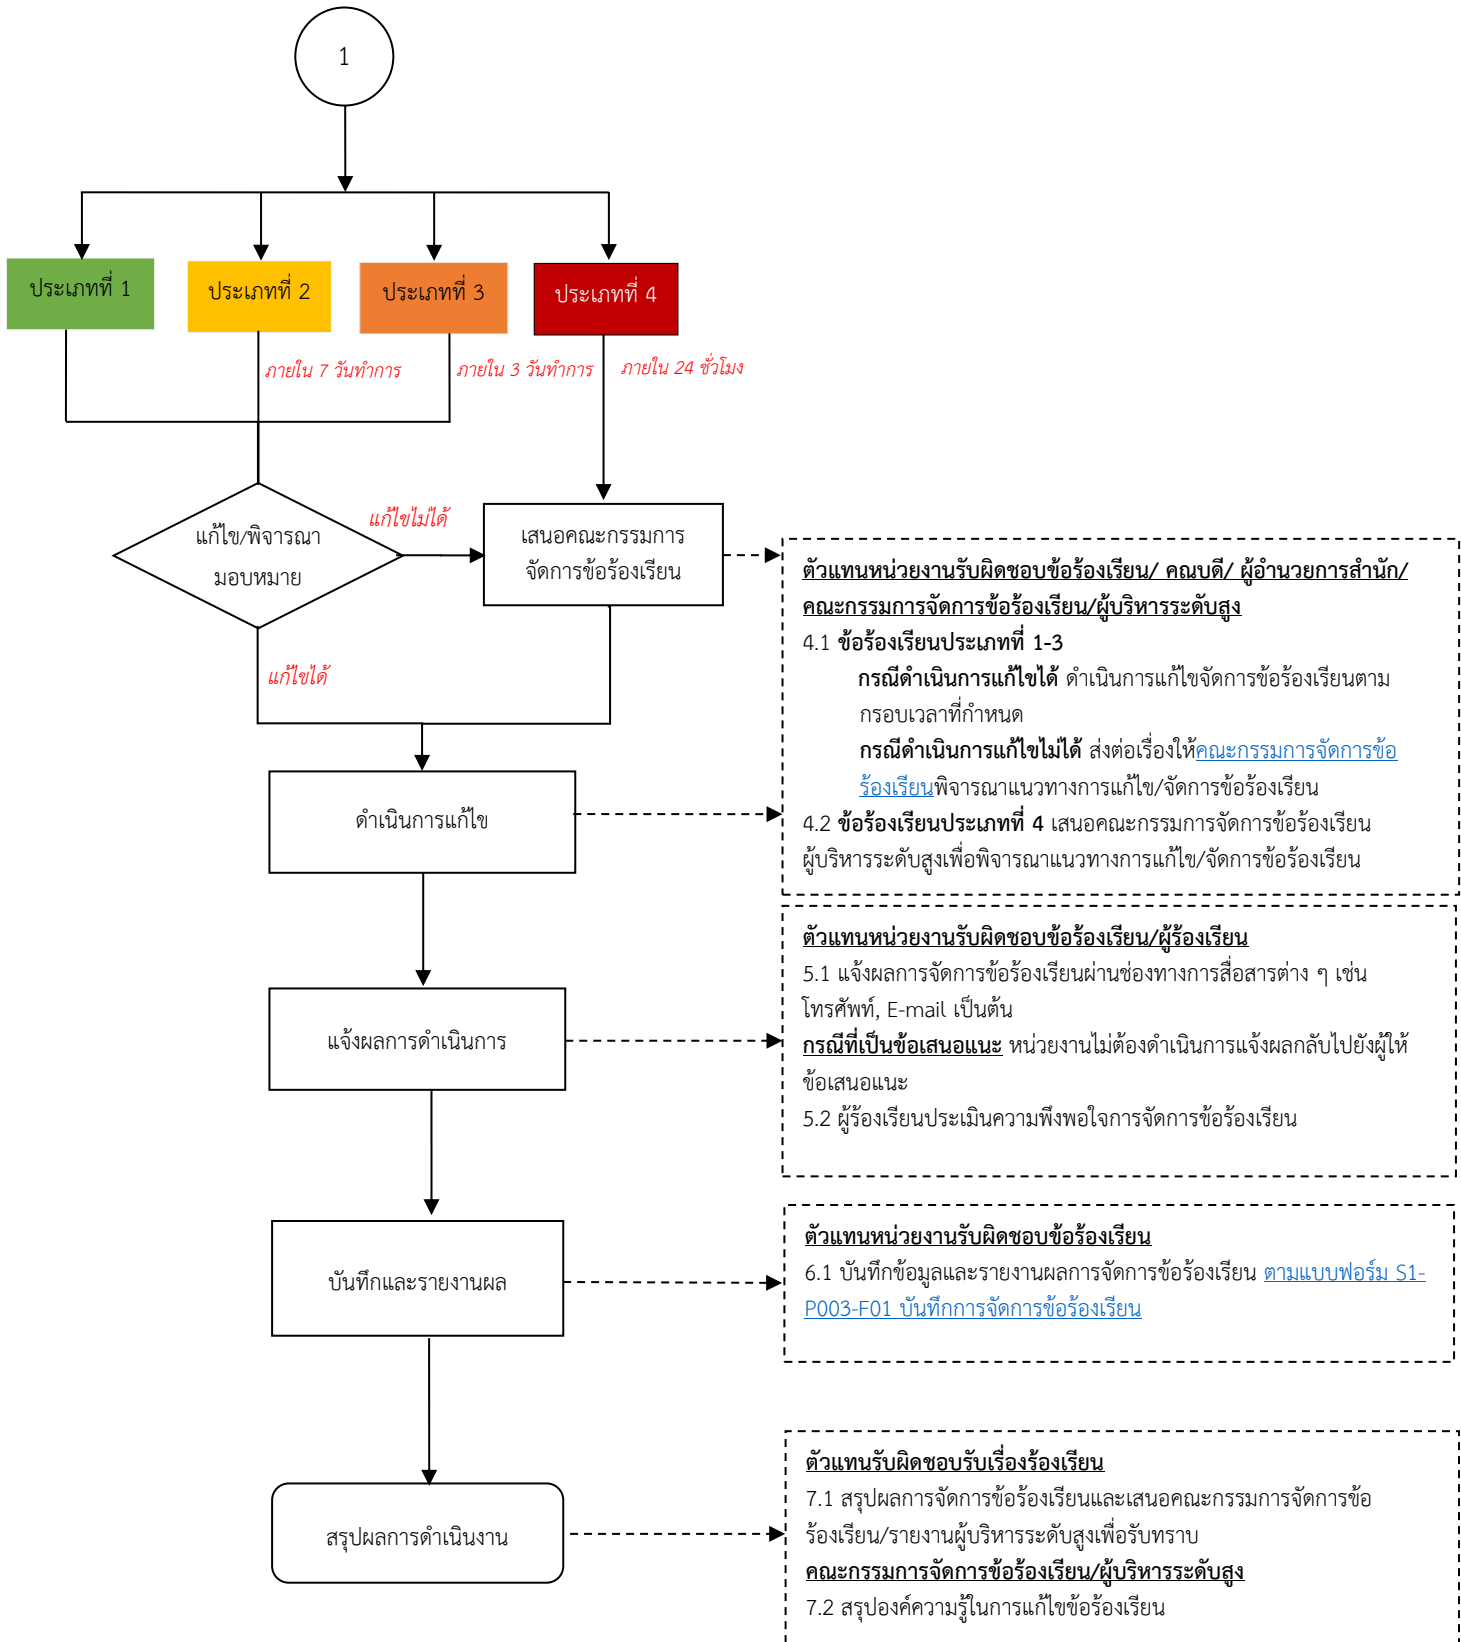 1
ประเภทที่ 1
ประเภทที่ 2
ประเภทที่ 3
ประเภทที่ 4
ภายใน 7 วันทำการ
ภายใน 3 วันทำการ
ภายใน 24 ชั่วโมง
แก้ไข/พิจารณา
มอบหมาย
แก้ไขไม่ได้
เสนอคณะกรรมการ
จัดการข้อร้องเรียน
แก้ไขได้
ตัวแทนหน่วยงานรับผิดชอบข้อร้องเรียน/ คณบดี/ ผู้อำนวยการสำนัก/
คณะกรรมการจัดการข้อร้องเรียน/ผู้บริหารระดับสูง
4.1 ข้อร้องเรียนประเภทที่ 1-3
กรณีดำเนินการแก้ไขได้ ดำเนินการแก้ไขจัดการข้อร้องเรียนตาม
กรอบเวลาที่กำหนด
กรณีดำเนินการแก้ไขไม่ได้ ส่งต่อเรื่องให้คณะกรรมการจัดการข้อ
ร้องเรียนพิจารณาแนวทางการแก้ไข/จัดการข้อร้องเรียน
4.2 ข้อร้องเรียนประเภทที่ 4 เสนอคณะกรรมการจัดการข้อร้องเรียน
ผู้บริหารระดับสูงเพื่อพิจารณาแนวทางการแก้ไข/จัดการข้อร้องเรียน
ดำเนินการแก้ไข
ตัวแทนหน่วยงานรับผิดชอบข้อร้องเรียน/ผู้ร้องเรียน
5.1 แจ้งผลการจัดการข้อร้องเรียนผ่านช่องทางการสื่อสารต่าง ๆ เช่น
โทรศัพท์, E-mail เป็นต้น
กรณีที่เป็นข้อเสนอแนะ หน่วยงานไม่ต้องดำเนินการแจ้งผลกลับไปยังผู้ให้
ข้อเสนอแนะ
5.2 ผู้ร้องเรียนประเมินความพึงพอใจการจัดการข้อร้องเรียน
แจ้งผลการดำเนินการ
ตัวแทนหน่วยงานรับผิดชอบข้อร้องเรียน
6.1 บันทึกข้อมูลและรายงานผลการจัดการข้อร้องเรียน ตามแบบฟอร์ม S1-
P003-F01 บันทึกการจัดการข้อร้องเรียน
บันทึกและรายงานผล
ตัวแทนรับผิดชอบรับเรื่องร้องเรียน
7.1 สรุปผลการจัดการข้อร้องเรียนและเสนอคณะกรรมการจัดการข้อ
ร้องเรียน/รายงานผู้บริหารระดับสูงเพื่อรับทราบ
คณะกรรมการจัดการข้อร้องเรียน/ผู้บริหารระดับสูง
7.2 สรุปองค์ความรู้ในการแก้ไขข้อร้องเรียน
สรุปผลการดำเนินงาน